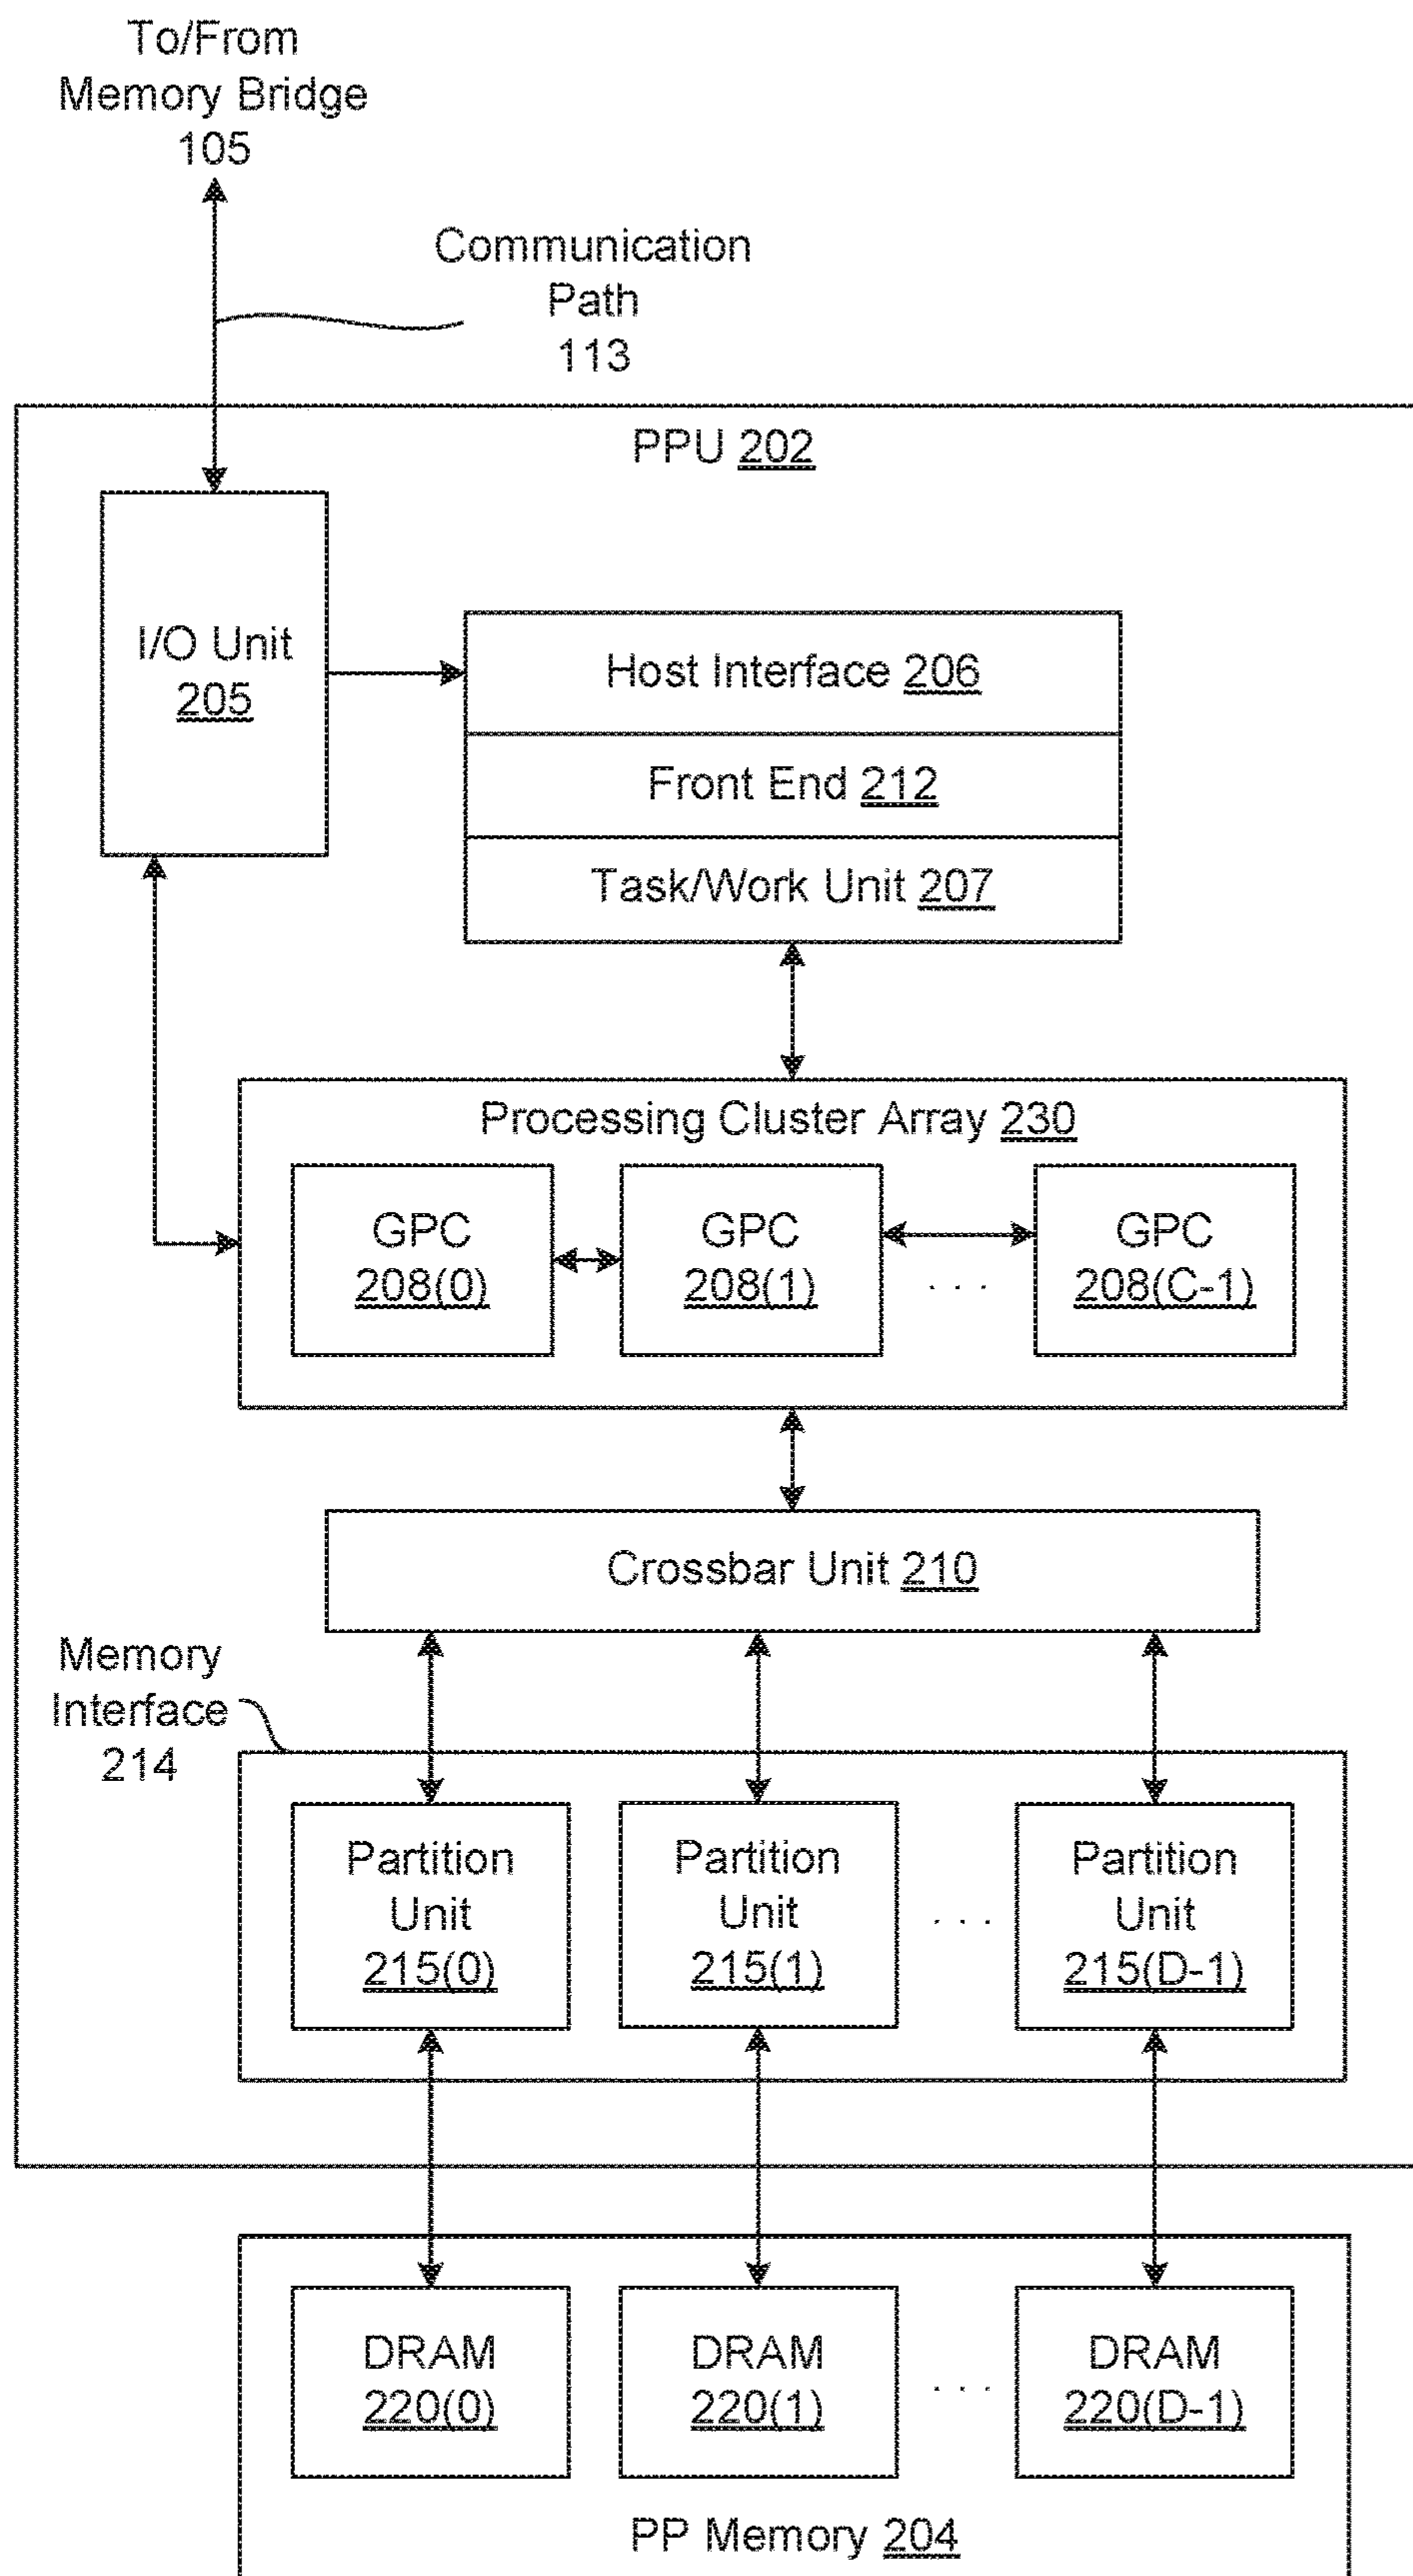 To/From
Memory Bridge
105
Communication
Path
113
PPU 202
I/O Unit
205
Host Interface 206
Front End 212
Task/Work Unit 207
Processing Cluster Array 230
GPC
208(0)
GPC
208(1)
. . .
GPC
208(C-1)
Crossbar Unit 210
Memory
Interface
214
Partition
Unit
215(0)
Partition
Unit
215(1)
. . .
Partition
Unit
215(D-1)
DRAM
220(0)
DRAM
220(1)
. . .
DRAM
220(D-1)
PP Memory 204